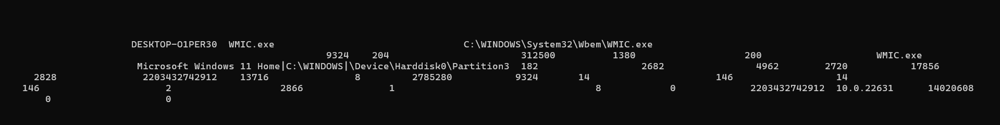 DESKTOP-O1PER30 WMIC.exe C:\WINDOWS\System32\Wbem\WMIC.exe
9324 204 312500 1380 200 WMIC.exe
Microsoft Windows 11 Home|C:\WINDOWS|\Device\Harddisk0\Partition3 182 2682 4962 2720 17856
2828 2203432742912 13716 8 2785280 9324 14 146 14
146 2 2866 1 8 0 2203432742912 10.0.22631 14020608
0 0